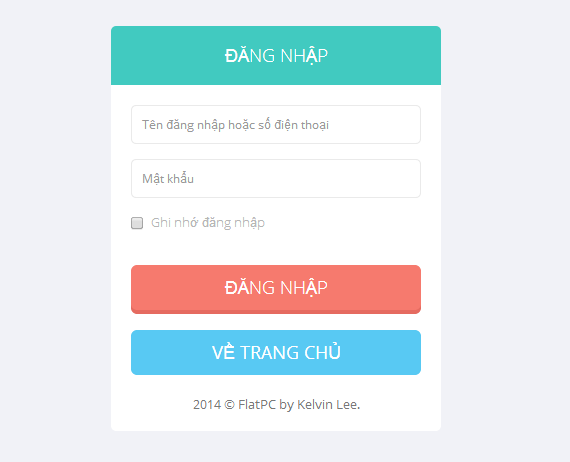 ĐĂNG NHẬP
Tên đăng nhập hoặc số điện thoại
Mật khẩu
Ghi nhớ đăng nhập
ĐĂNG NHẬP
VỀ TRANG CHỦ
2014 © FlatPC by Kelvin Lee.